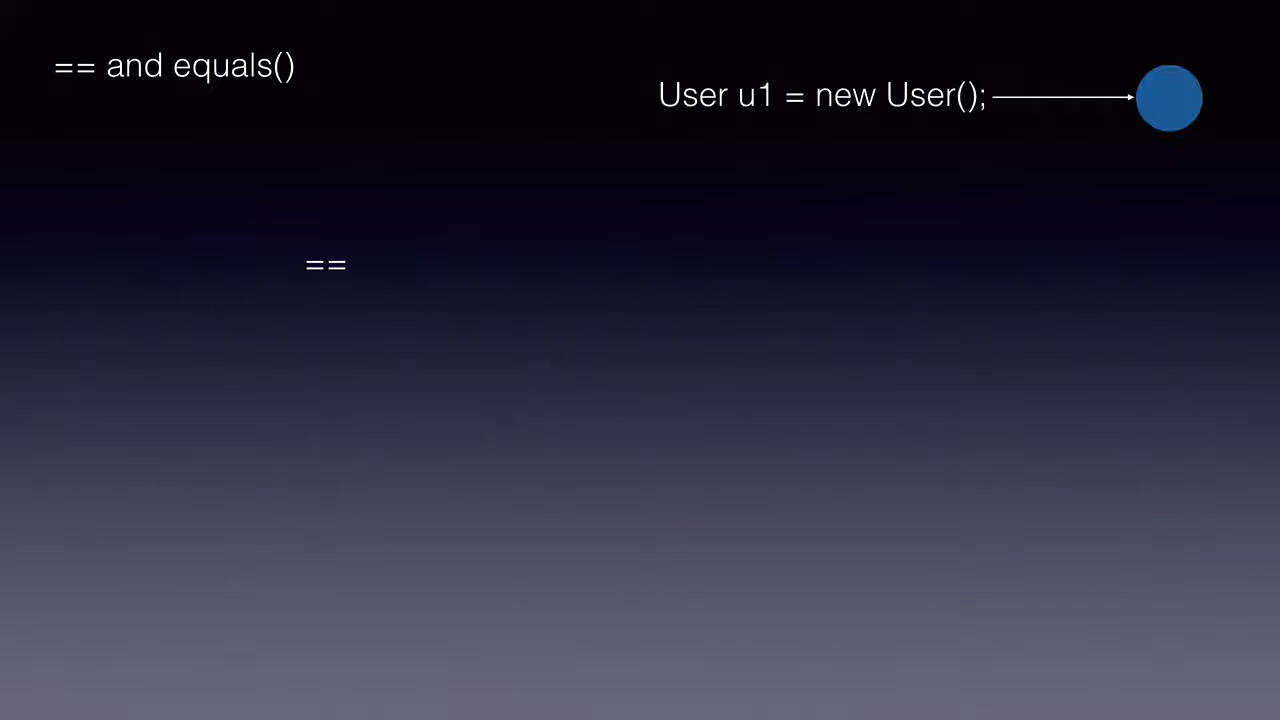 == and equals()
User u1 = new User();
==